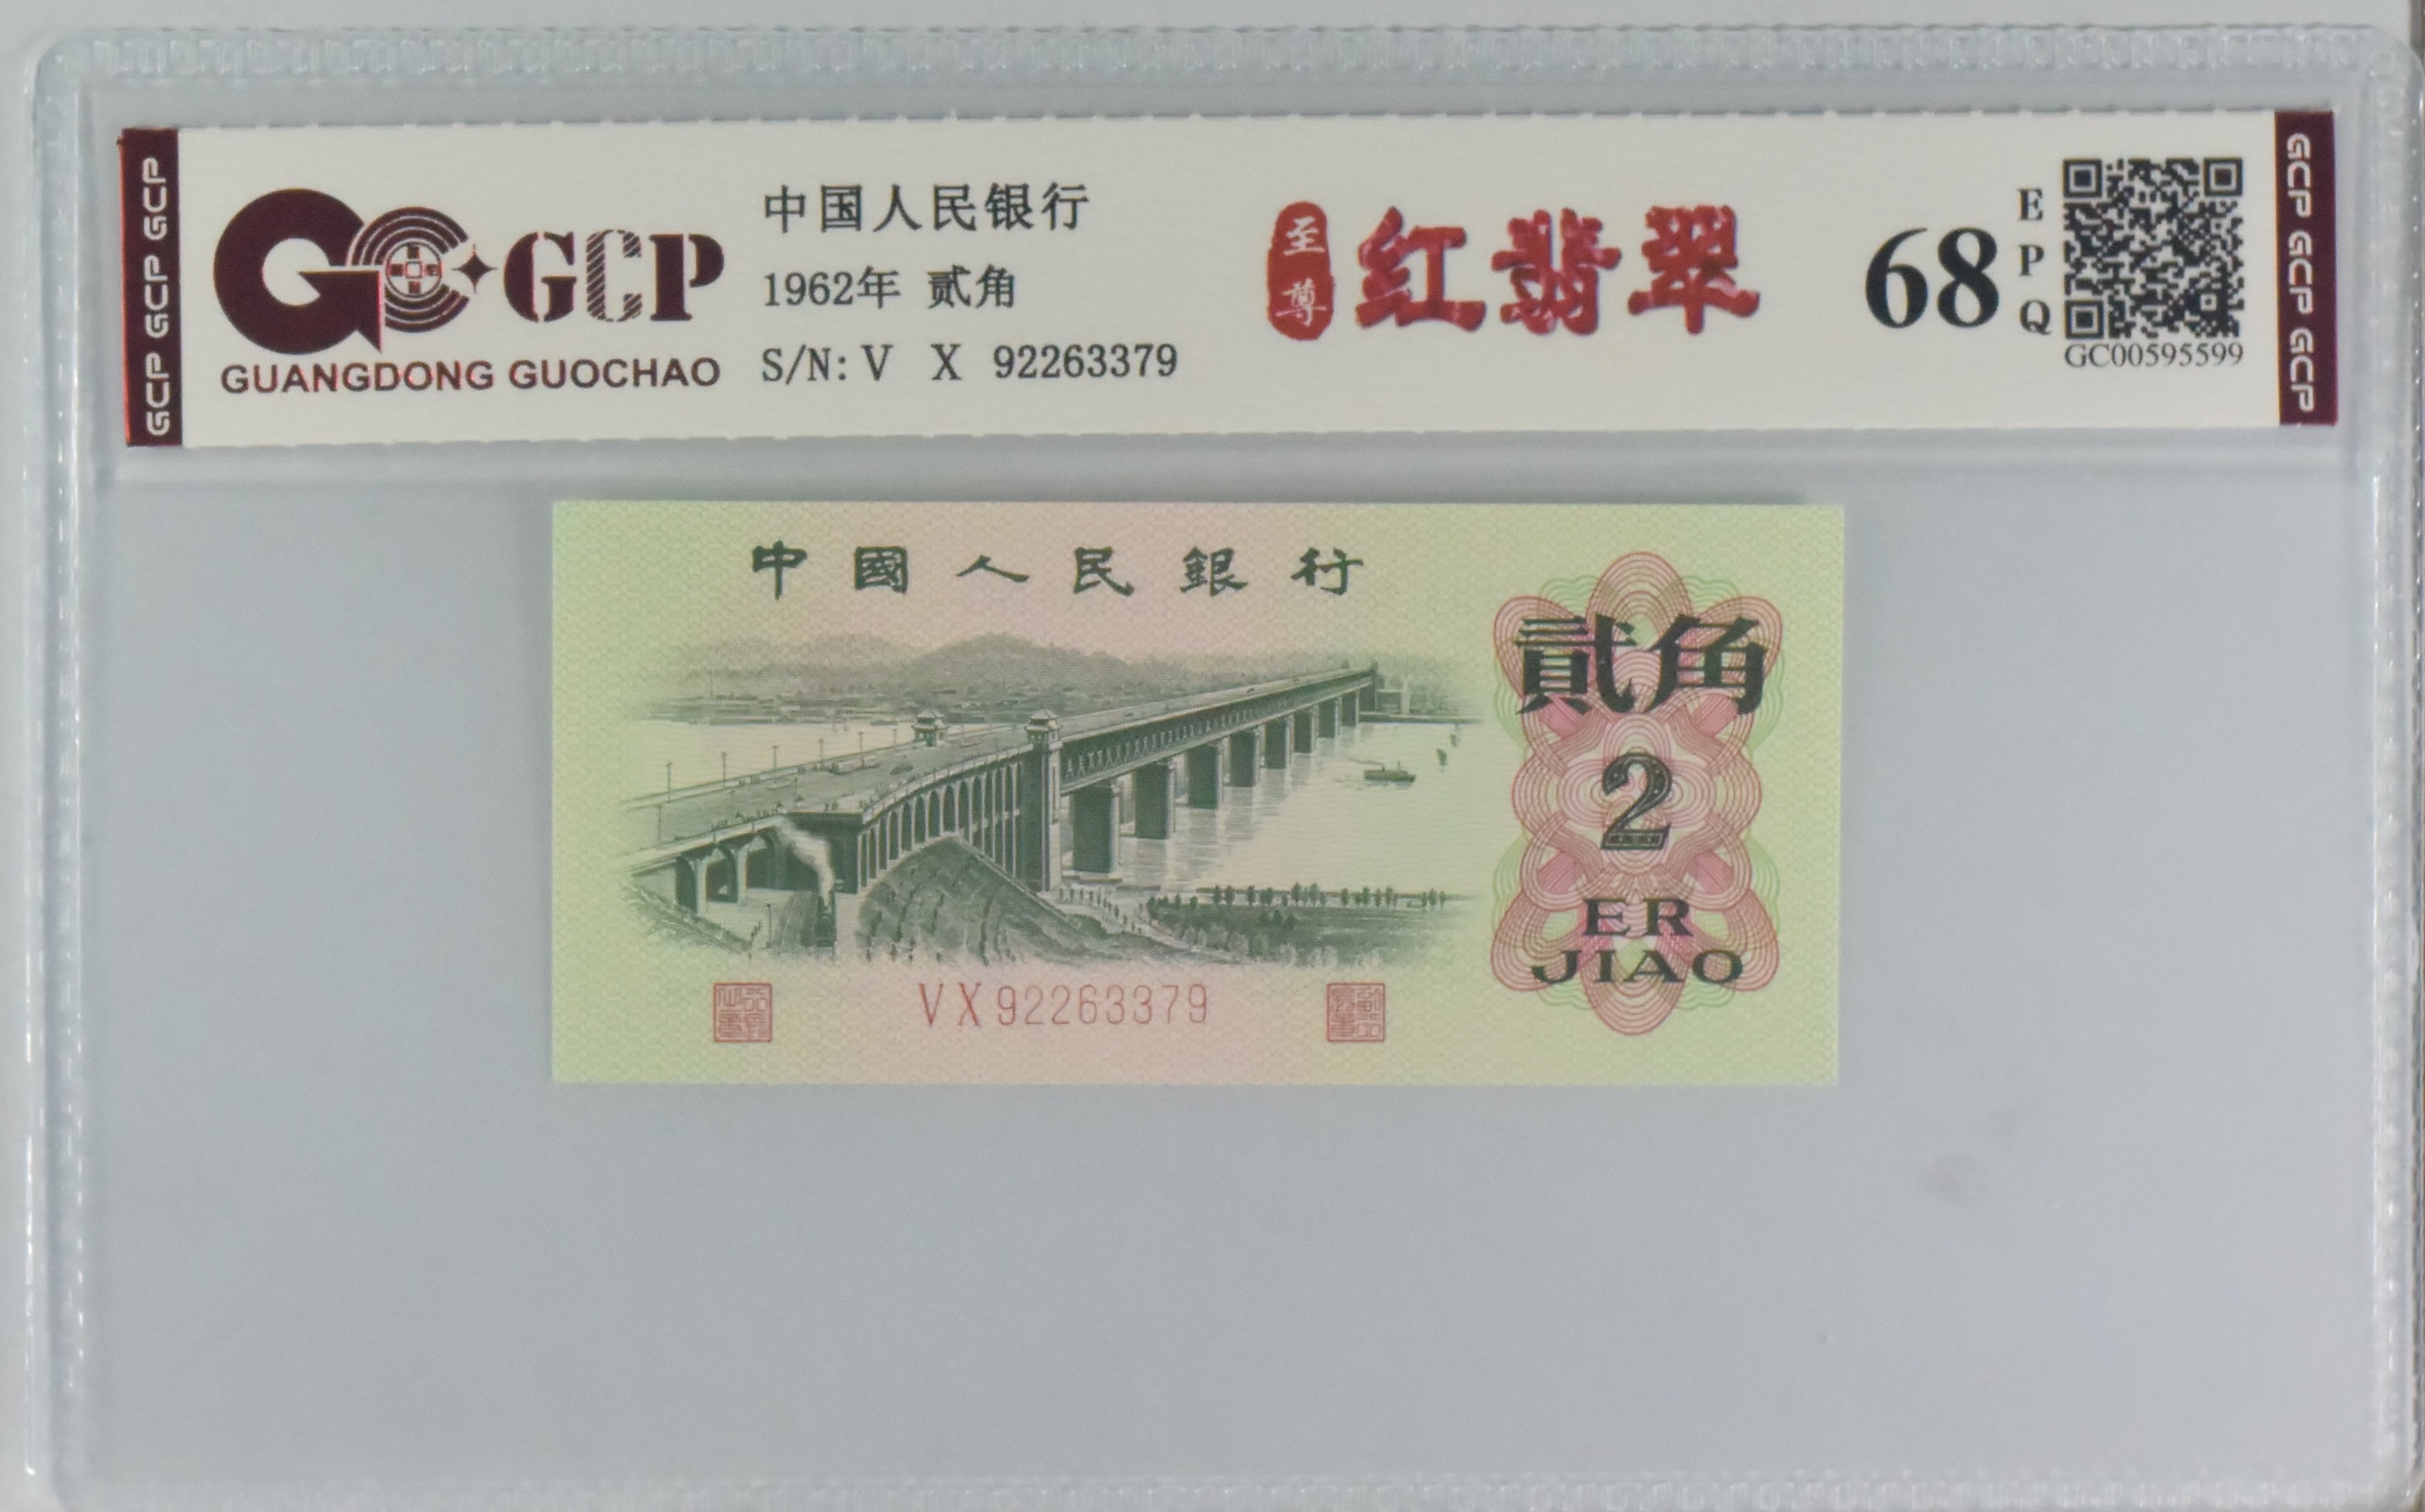 GCP GCP GCP
GCP
GUANGDONG GUOCHAO
中国人民银行
1962年 贰角
S/N: V X 92263379
至尊
红翡翠
68
EPQ
GC00595599
GCP GCP GCP
中國人民銀行
貳角
2
ER
JIAO
VX92263379